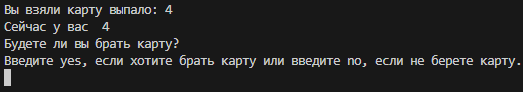 Вы взяли карту выпало: 4
Сейчас у вас  4
Будете ли вы брать карту?
Введите yes, если хотите брать карту или введите no, если не берете карту.